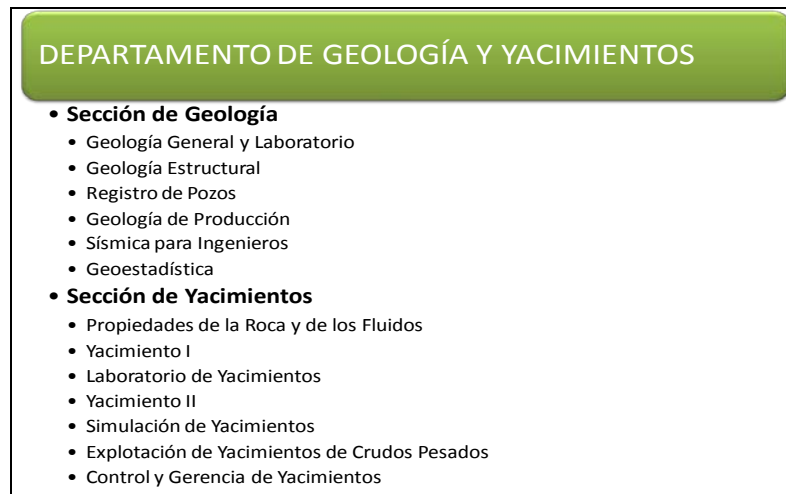 DEPARTAMENTO DE GEOLOGÍA Y YACIMIENTOS
• Sección de Geología
• Geología General y Laboratorio
• Geología Estructural
• Registro de Pozos
• Geología de Producción
• Sísmica para Ingenieros
• Geoestadística
• Sección de Yacimientos
• Propiedades de la Roca y de los Fluidos
• Yacimiento I
• Laboratorio de Yacimientos
• Yacimiento II
• Simulación de Yacimientos
• Explotación de Yacimientos de Crudos Pesados
• Control y Gerencia de Yacimientos